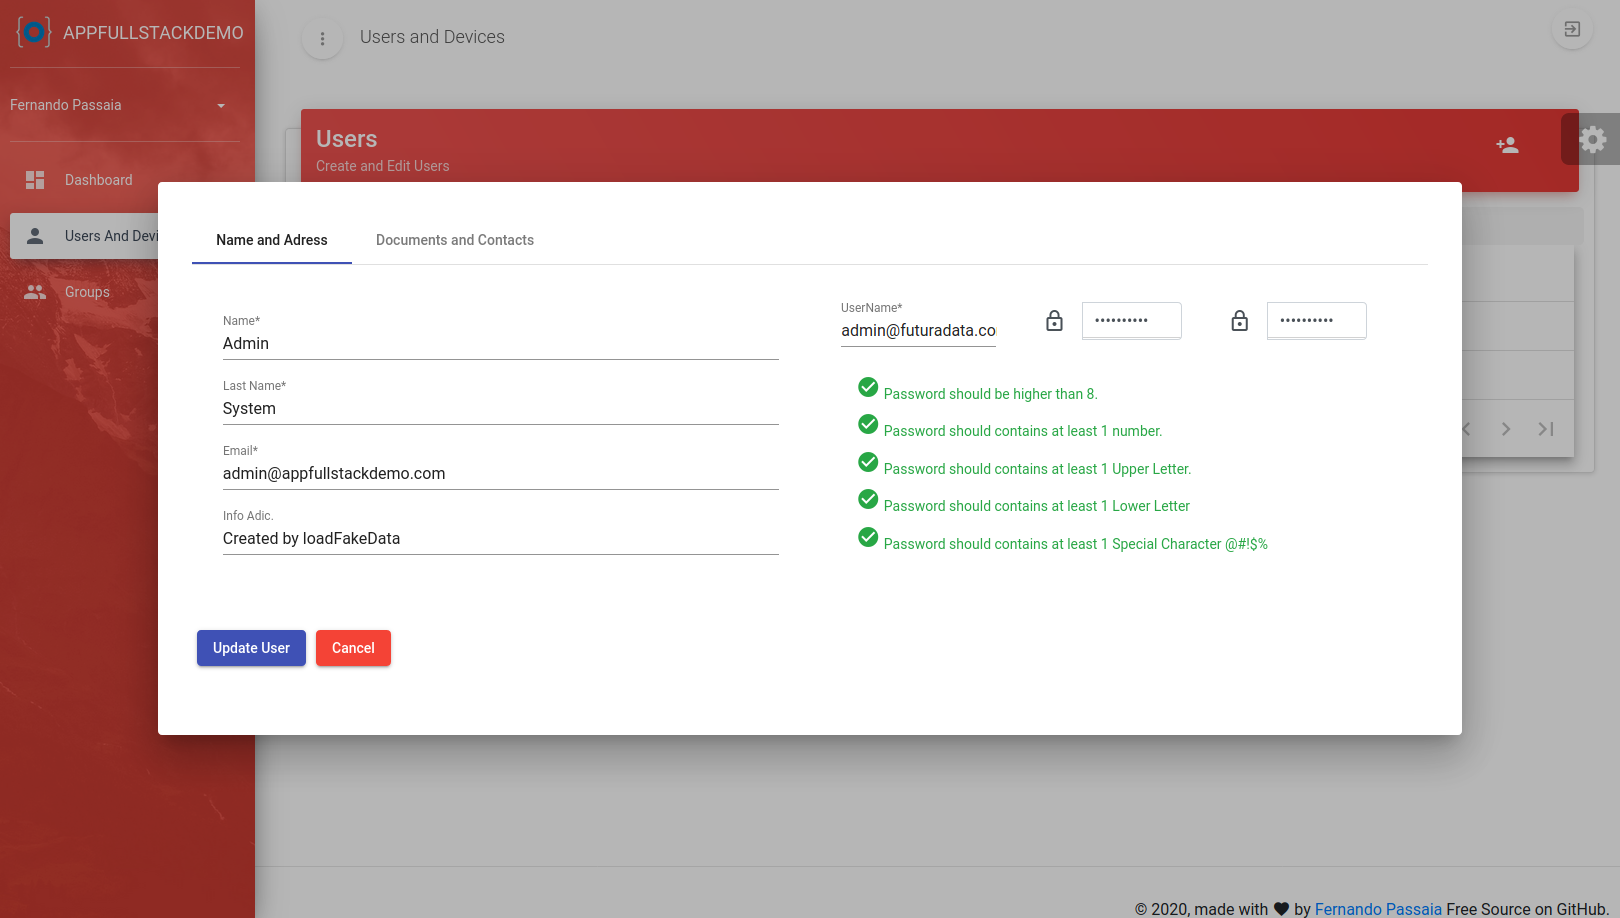 APPFULLSTACKDEMO
Fernando Passaia
Dashboard
Users And Devi
Groups
Users and Devices
Users
Create and Edit Users
Name and Adress
Documents and Contacts
Name*
Admin
Last Name*
System
Email*
admin@appfullstackdemo.com
Info Adic.
Created by loadFakeData
UserName*
admin@futuradata.co
••••••••••
••••••••••
Password should be higher than 8.
Password should contains at least 1 number.
Password should contains at least 1 Upper Letter.
Password should contains at least 1 Lower Letter
Password should contains at least 1 Special Character @#!$%
Update User
Cancel
© 2020, made with ♥ by Fernando Passaia Free Source on GitHub.